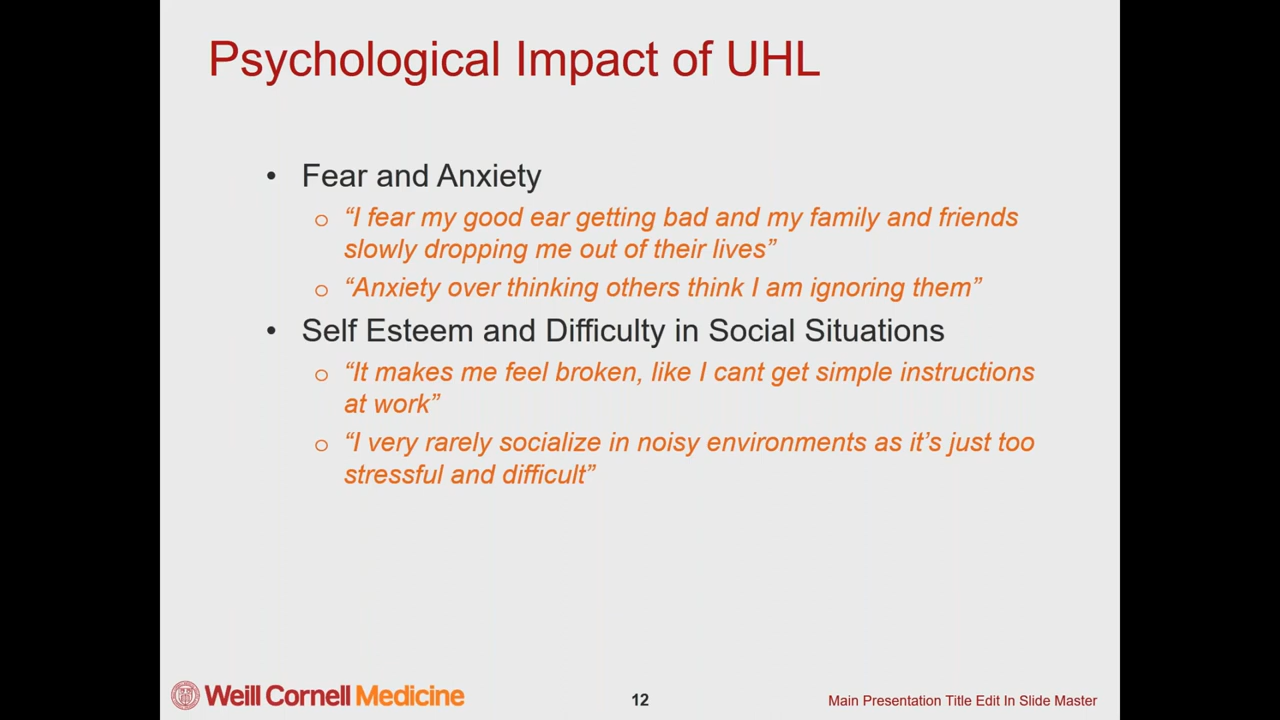 Psychological Impact of UHL
• Fear and Anxiety
o “I fear my good ear getting bad and my family and friends
slowly dropping me out of their lives”
o “Anxiety over thinking others think I am ignoring them”
• Self Esteem and Difficulty in Social Situations
o “It makes me feel broken, like I cant get simple instructions
at work”
o “I very rarely socialize in noisy environments as it’s just too
stressful and difficult”
Weill Cornell Medicine
12
Main Presentation Title Edit In Slide Master